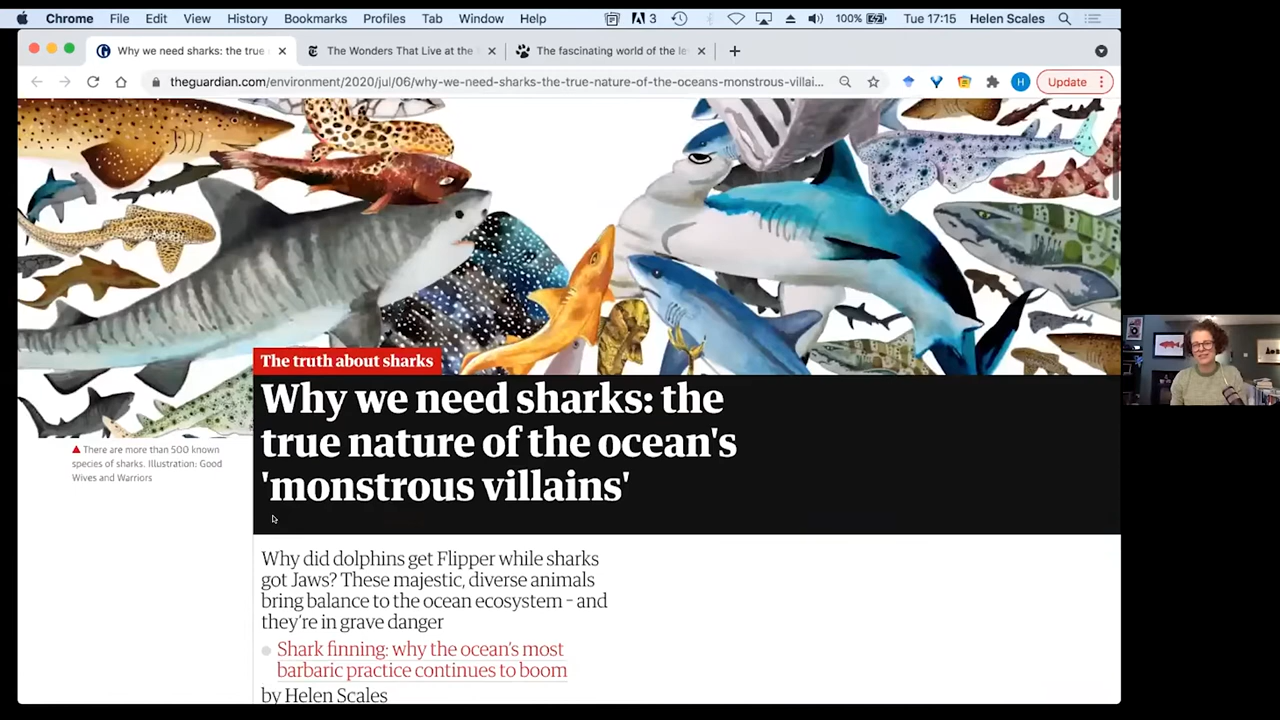 Chrome File Edit View History Bookmarks Profiles Tab Window Help 3 100% Tue 17:15 Helen Scales
Why we need sharks: the true The Wonders That Live at the The fascinating world of the
theguardian.com/environment/2020/jul/06/why-we-need-sharks-the-true-nature-of-the-oceans-monstrous-villai... H Update
The truth about sharks
Why we need sharks: the
true nature of the ocean's
'monstrous villains'
There are more than 500 known
species of sharks. Illustration: Good
Wives and Warriors
Why did dolphins get Flipper while sharks
got Jaws? These majestic, diverse animals
bring balance to the ocean ecosystem – and
they're in grave danger
Shark finning: why the ocean's most
barbaric practice continues to boom
by Helen Scales